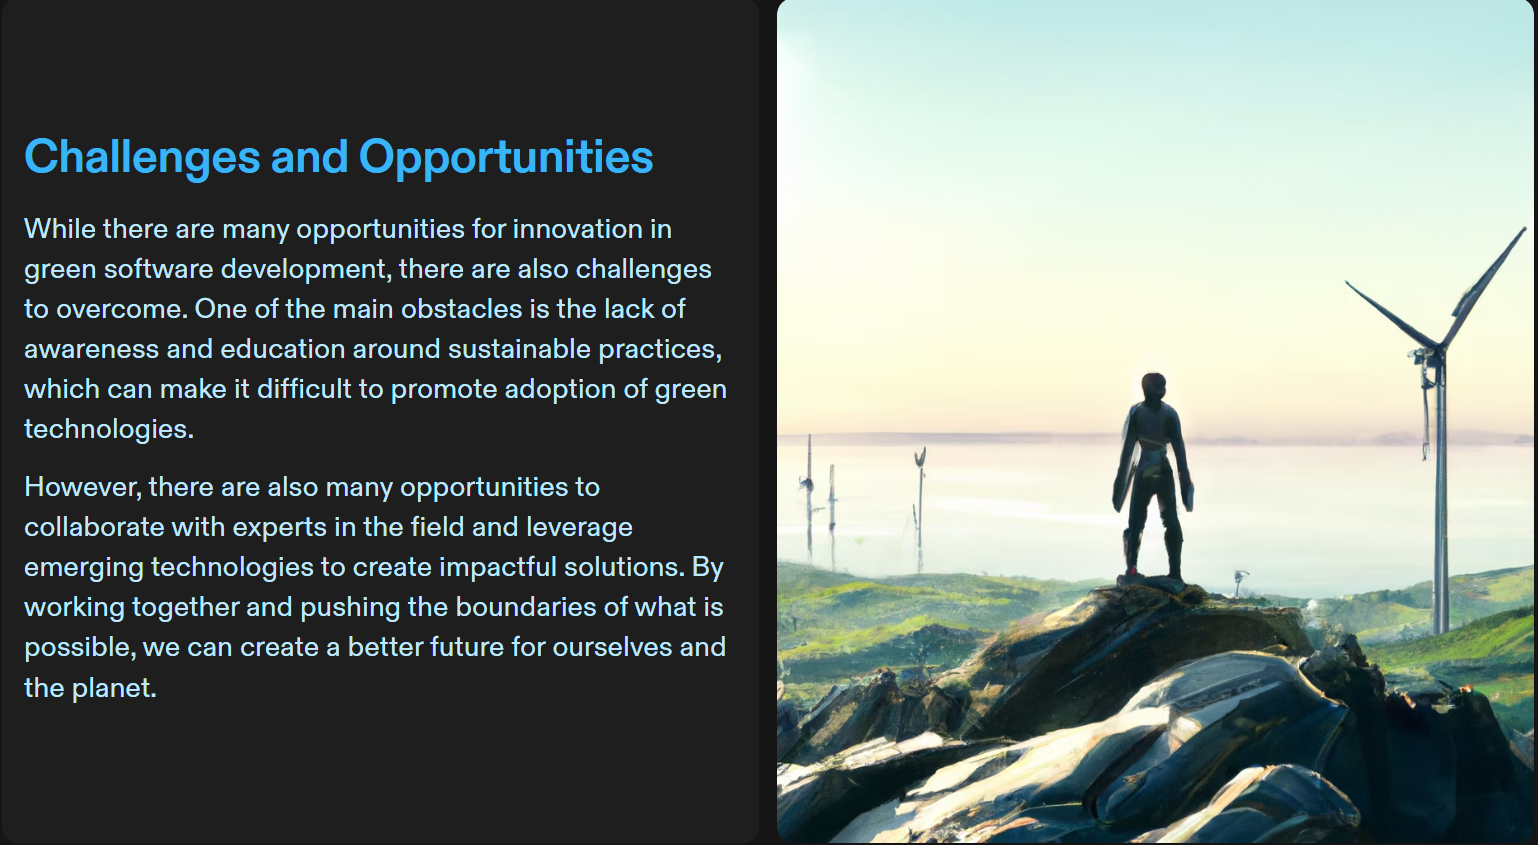 Challenges and Opportunities
While there are many opportunities for innovation in
green software development, there are also challenges
to overcome. One of the main obstacles is the lack of
awareness and education around sustainable practices,
which can make it difficult to promote adoption of green
technologies.
However, there are also many opportunities to
collaborate with experts in the field and leverage
emerging technologies to create impactful solutions. By
working together and pushing the boundaries of what is
possible, we can create a better future for ourselves and
the planet.